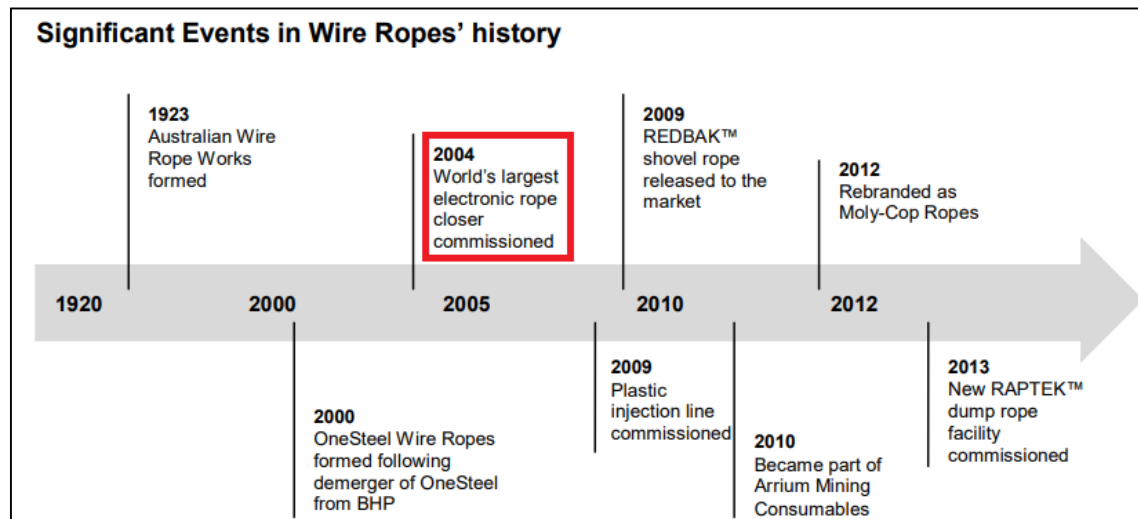 Significant Events in Wire Ropes' history
1923
Australian Wire
Rope Works
formed
2004
World's largest
electronic rope
closer
commissioned
2009
REDBAK™
shovel rope
released to the
market
2012
Rebranded as
Moly-Cop Ropes
1920
2000
2005
2010
2012
2000
OneSteel Wire Ropes
formed following
demerger of OneSteel
from BHP
2009
Plastic
injection line
commissioned
2010
Became part of
Arrium Mining
Consumables
2013
New RAPTEK™
dump rope
facility
commissioned